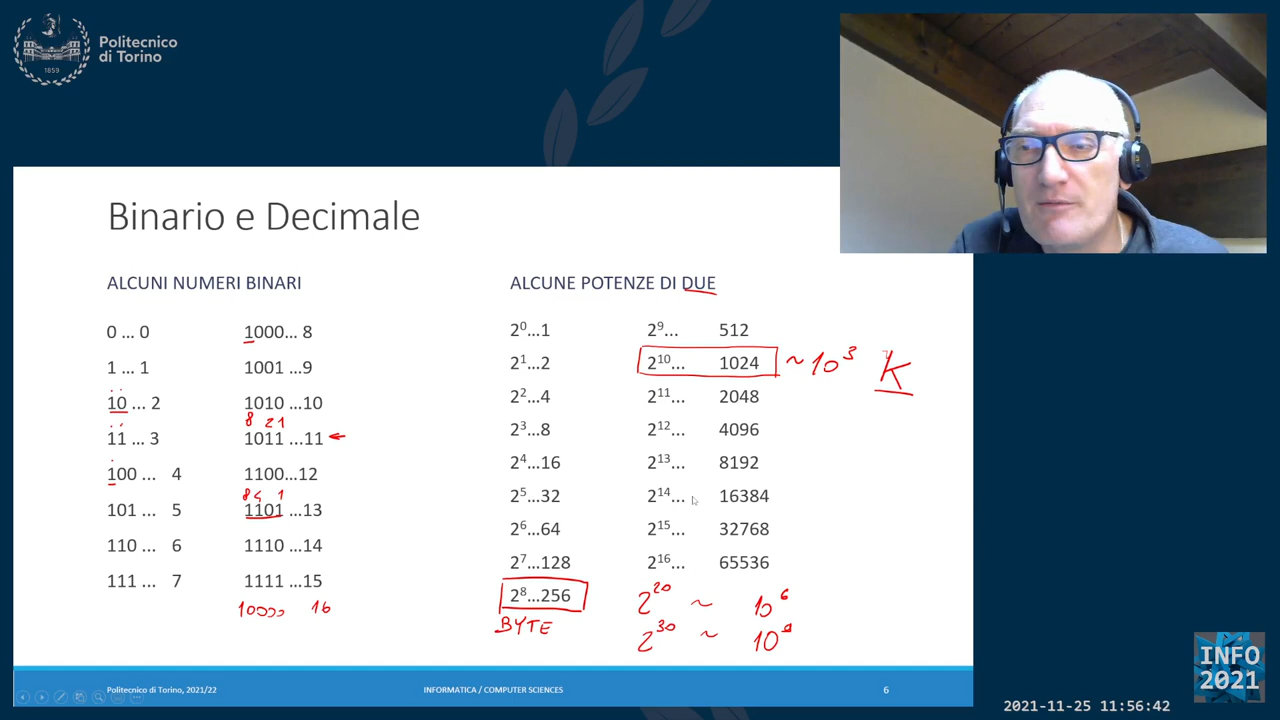 Politecnico
di Torino
1859
Binario e Decimale
ALCUNI NUMERI BINARI
0 ... 0
1 ... 1
10 ... 2
11 ... 3
100 ... 4
101 ... 5
110 ... 6
111 ... 7
1000... 8
1001 ...9
1010 ...10
8 2 1
1011 ...11
1100...12
8 4 1
1101 ...13
1110 ...14
1111 ...15
10000 16
ALCUNE POTENZE DI DUE
2⁰...1
2¹...2
2²...4
2³...8
2⁴...16
2⁵...32
2⁶...64
2⁷...128
2⁸...256
BYTE
2⁹... 512
2¹⁰... 1024 ~ 10³ K
2¹¹... 2048
2¹²... 4096
2¹³... 8192
2¹⁴... 16384
2¹⁵... 32768
2¹⁶... 65536
2²⁰ ~ 10⁶
2³⁰ ~ 10⁹
Politecnico di Torino, 2021/22
INFORMATICA / COMPUTER SCIENCES
6
INFO
2021
2021-11-25 11:56:42